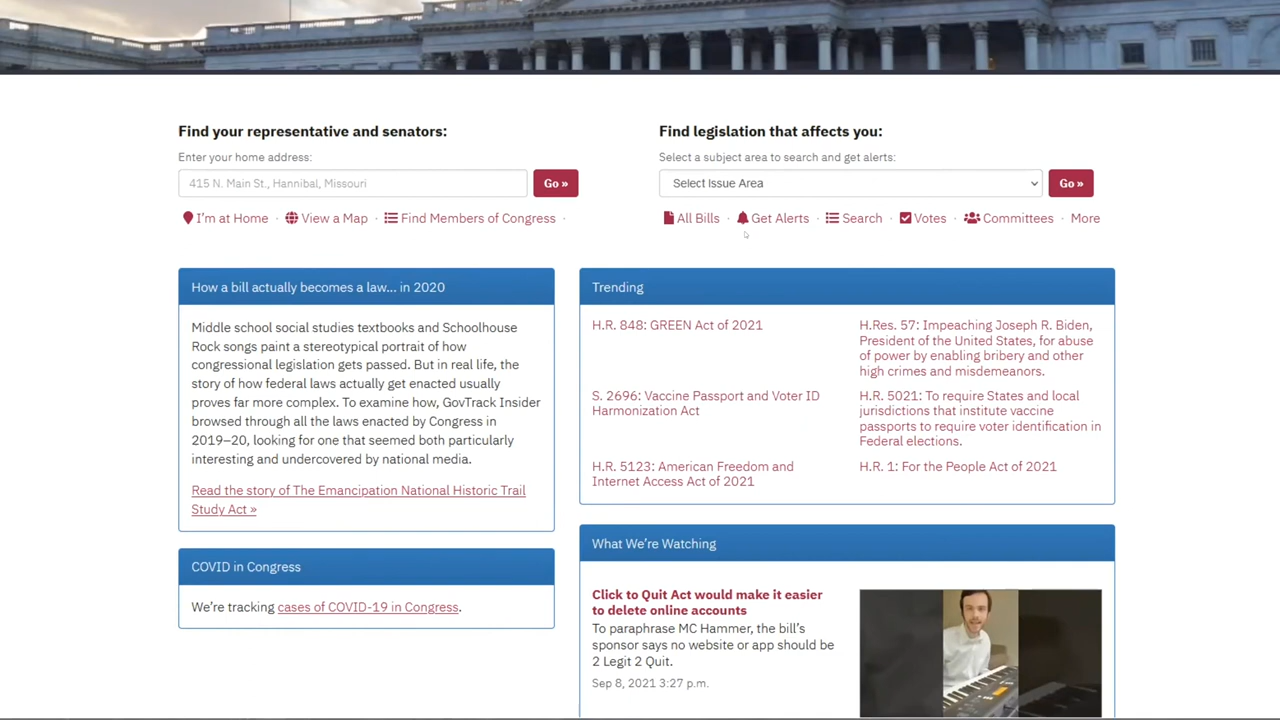 Find your representative and senators:
Enter your home address:
415 N. Main St., Hannibal, Missouri
Go »
I'm at Home · View a Map · Find Members of Congress ·
Find legislation that affects you:
Select a subject area to search and get alerts:
Select Issue Area
Go »
All Bills · Get Alerts · Search · Votes · Committees · More
How a bill actually becomes a law... in 2020
Middle school social studies textbooks and Schoolhouse
Rock songs paint a stereotypical portrait of how
congressional legislation gets passed. But in real life, the
story of how federal laws actually get enacted usually
proves far more complex. To examine how, GovTrack Insider
browsed through all the laws enacted by Congress in
2019–20, looking for one that seemed both particularly
interesting and undercovered by national media.
Read the story of The Emancipation National Historic Trail
Study Act »
COVID in Congress
We're tracking cases of COVID-19 in Congress.
Trending
H.R. 848: GREEN Act of 2021
H.Res. 57: Impeaching Joseph R. Biden,
President of the United States, for abuse
of power by enabling bribery and other
high crimes and misdemeanors.
S. 2696: Vaccine Passport and Voter ID
Harmonization Act
H.R. 5021: To require States and local
jurisdictions that institute vaccine
passports to require voter identification in
Federal elections.
H.R. 5123: American Freedom and
Internet Access Act of 2021
H.R. 1: For the People Act of 2021
What We're Watching
Click to Quit Act would make it easier
to delete online accounts
To paraphrase MC Hammer, the bill's
sponsor says no website or app should be
2 Legit 2 Quit.
Sep 8, 2021 3:27 p.m.